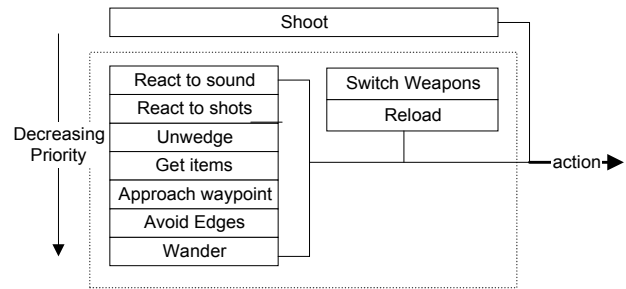 Shoot
Decreasing
Priority
React to sound
React to shots
Unwedge
Get items
Approach waypoint
Avoid Edges
Wander
Switch Weapons
Reload
action